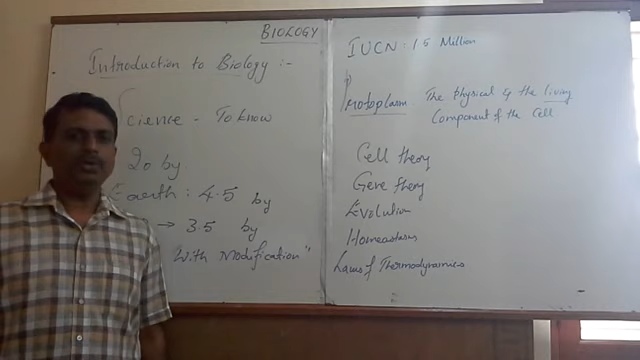 BIOLOGY
Introduction to Biology :-
Science - To know
20 by
Earth : 4.5 by
→ 3.5 by
With Modification"
IUCN : 1.5 Million
Protoplasm The physical of the living
Component of the Cell
Cell theory
Gene theory
Evolution
Homeostasis
Laws of Thermodynamics